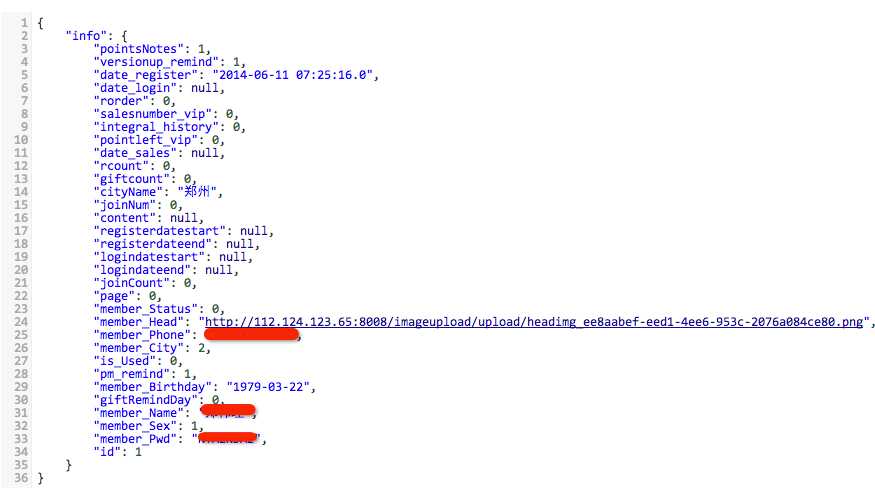 1 {
2 "info": {
3 "pointsNotes": 1,
4 "versionup_remind": 1,
5 "date_register": "2014-06-11 07:25:16.0",
6 "date_login": null,
7 "rorder": 0,
8 "salesnumber_vip": 0,
9 "integral_history": 0,
10 "pointleft_vip": 0,
11 "date_sales": null,
12 "rcount": 0,
13 "giftcount": 0,
14 "cityName": "郑州",
15 "joinNum": 0,
16 "content": null,
17 "registerdatestart": null,
18 "registerdateend": null,
19 "logindatestart": null,
20 "logindateend": null,
21 "joinCount": 0,
22 "page": 0,
23 "member_Status": 0,
24 "member_Head": "http://112.124.123.65:8008/imageupload/upload/headimg_ee8aabef-eed1-4ee6-953c-2076a084ce80.png",
25 "member_Phone": ,
26 "member_City": 2,
27 "is_Used": 0,
28 "pm_remind": 1,
29 "member_Birthday": "1979-03-22",
30 "giftRemindDay": 0,
31 "member_Name": " ",
32 "member_Sex": 1,
33 "member_Pwd": " ",
34 "id": 1
35 }
36 }